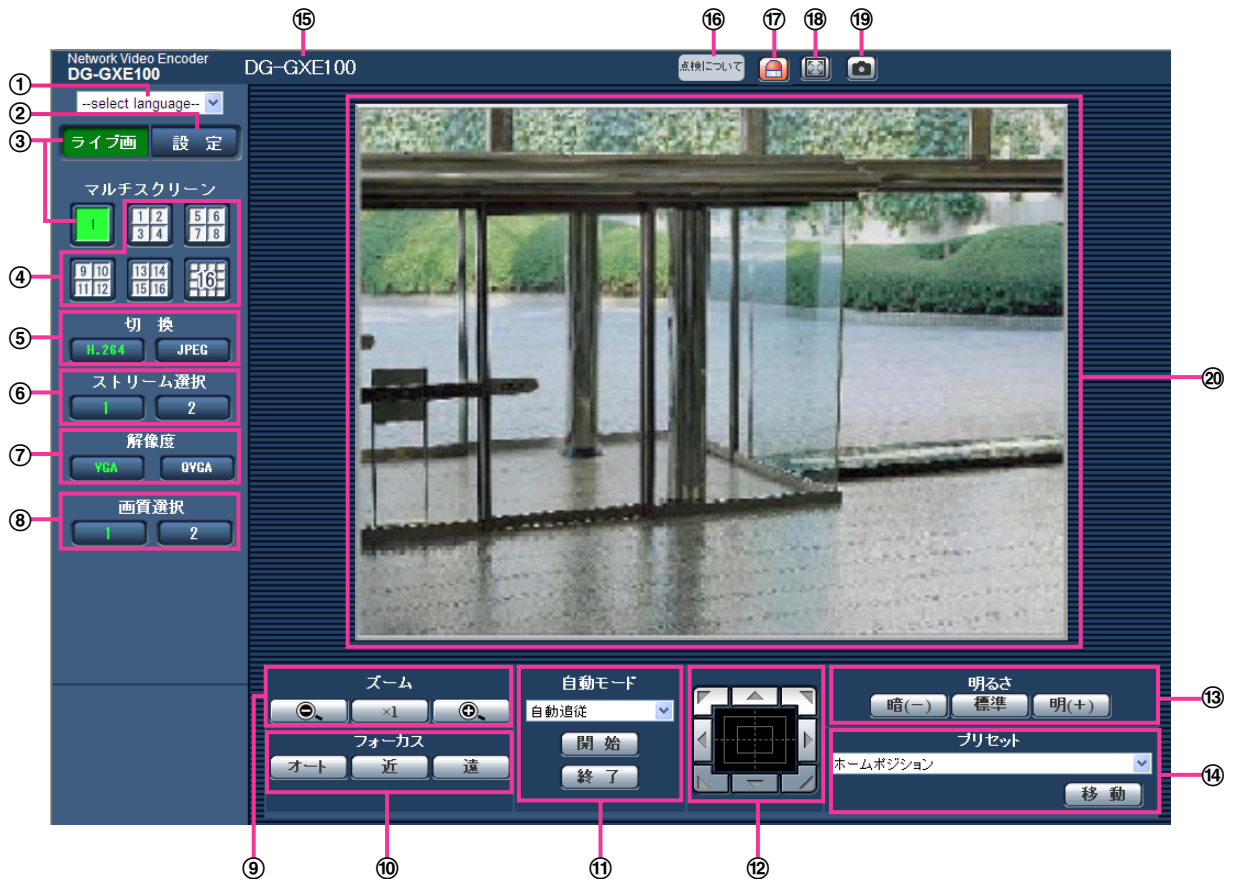 ⑮ ⑯ ⑰ ⑱ ⑲
Network Video Encoder
DG-GXE100
DG-GXE100
点検について
①
--select language--
②
③
ライブ画 設 定
マルチスクリーン
1
1 2
3 4
5 6
7 8
④
9 10
11 12
13 14
15 16
16
⑤
切 換
H.264 JPEG
⑥
ストリーム選択
1 2
⑦
解像度
VGA QVGA
⑧
画質選択
1 2
⑳
ズーム
×1
フォーカス
オート 近 遠
自動モード
自動追従
開 始
終 了
明るさ
暗(−) 標準 明(+)
⑬
プリセット
ホームポジション
移 動
⑭
⑨ ⑩ ⑪ ⑫